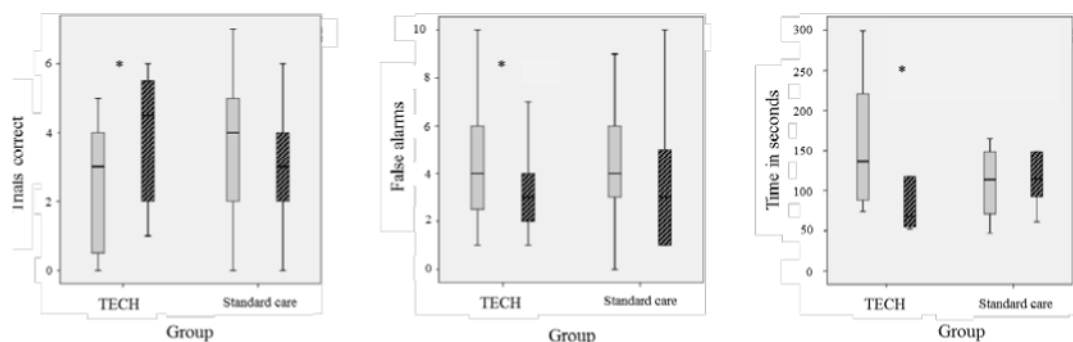 Trials correct
6
4
2
0
*
TECH
Standard care
Group
False alarms
10
8
6
4
2
0
*
TECH
Standard care
Group
Time in seconds
300
250
200
150
100
50
0
*
TECH
Standard care
Group